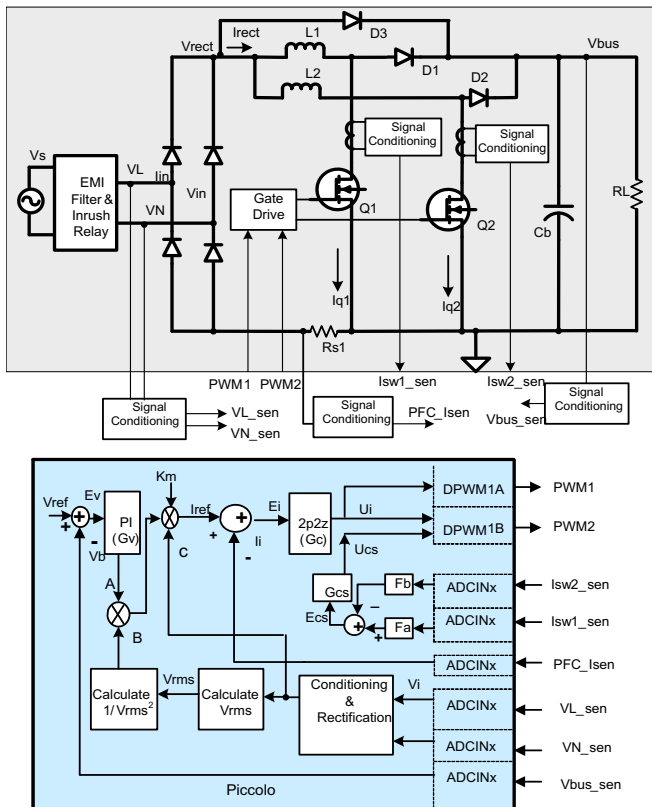 D3
Irect
Vrect
L1
Vbus
D1
L2
D2
Signal
Conditioning
Signal
Conditioning
Vs
VL
Iin
EMI
Filter &
Inrush
Relay
Vin
VN
Gate
Drive
Q1
Q2
RL
Cb
Iq1
Iq2
Rs1
PWM1
PWM2
Isw1_sen
Isw2_sen
Signal
Conditioning
VL_sen
VN_sen
Signal
Conditioning
PFC_Isen
Vbus_sen
Signal
Conditioning
Km
Vref
Ev
PI
(Gv)
Iref
Ei
2p2z
(Gc)
Ui
DPWM1A
PWM1
DPWM1B
PWM2
+
-
Vb
+
-
Ii
C
Ucs
A
B
Gcs
Ecs
Fb
ADCINx
Isw2_sen
–
+
Fa
ADCINx
Isw1_sen
ADCINx
PFC_Isen
Calculate
1/Vrms²
Vrms
Calculate
Vrms
Conditioning
&
Rectification
Vi
ADCINx
VL_sen
ADCINx
VN_sen
ADCINx
Vbus_sen
Piccolo